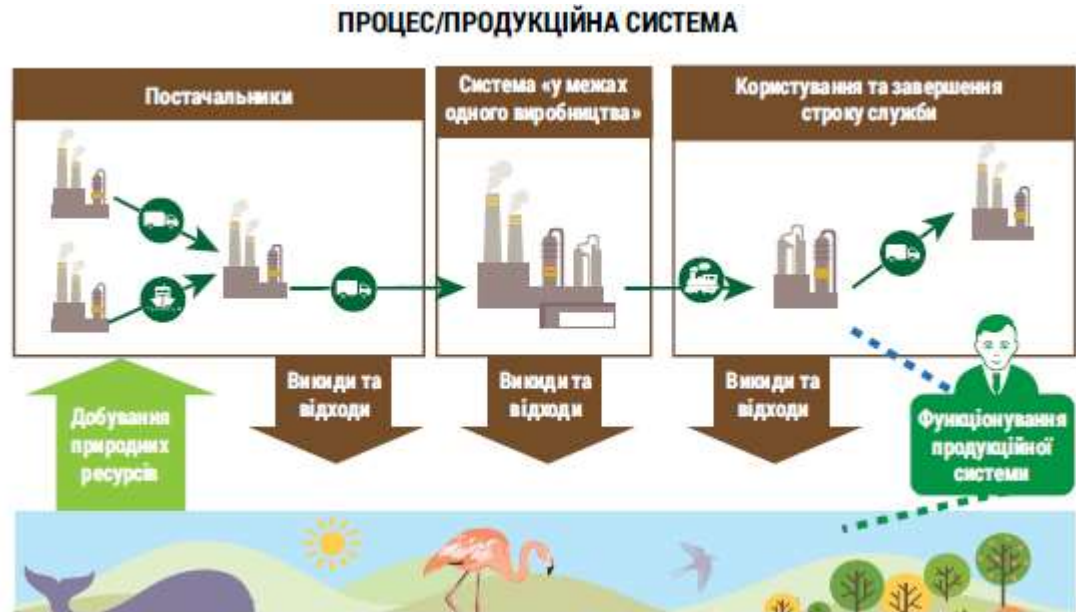 ПРОЦЕС/ПРОДУКЦІЙНА СИСТЕМА
Постачальники
Система «у межах
одного виробництва»
Користування та завершення
строку служби
Добування
природних
ресурсів
Викиди та
відходи
Викиди та
відходи
Викиди та
відходи
Функціонування
продукційної
системи